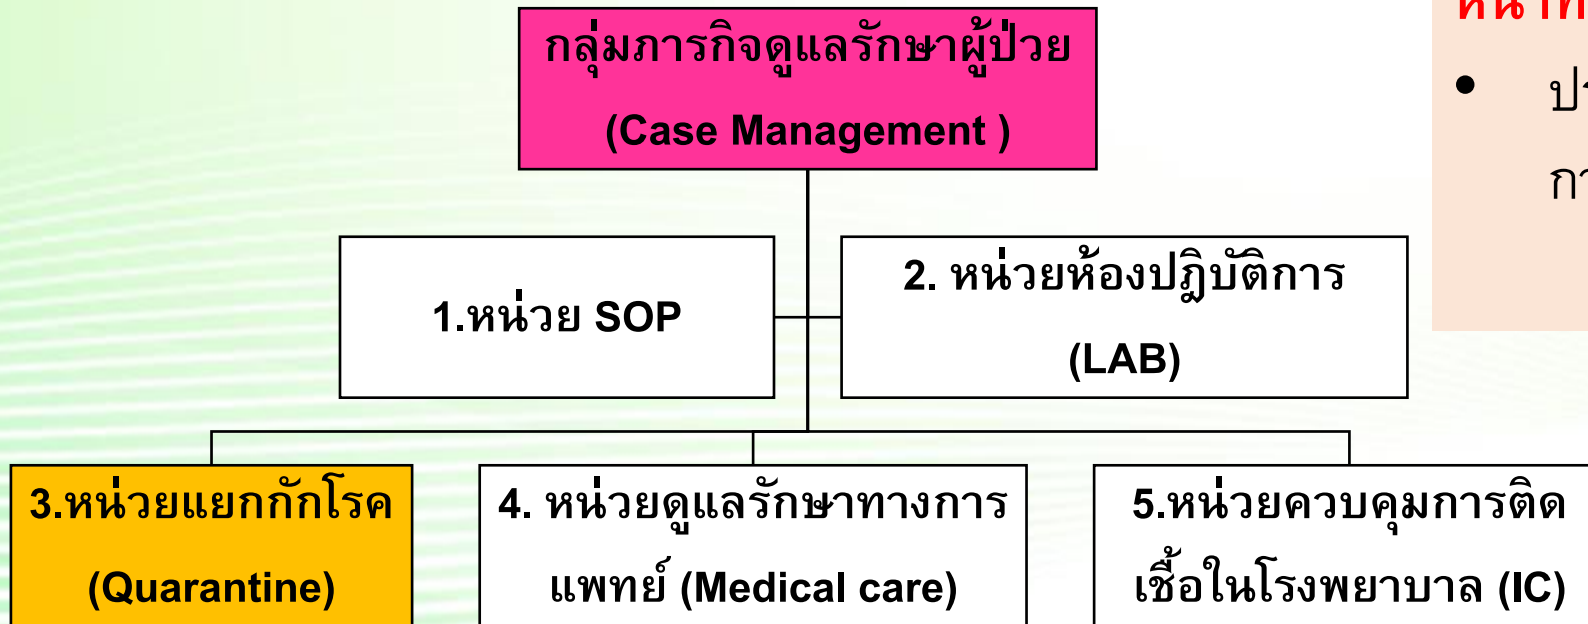 กลุ่มภารกิจดูแลรักษาผู้ป่วย
(Case Management )
1.หน่วย SOP
2. หน่วยห้องปฎิบัติการ
(LAB)
3.หน่วยแยกกักโรค
(Quarantine)
4. หน่วยดูแลรักษาทางการ
แพทย์ (Medical care)
5.หน่วยควบคุมการติด
เชื้อในโรงพยาบาล (IC)